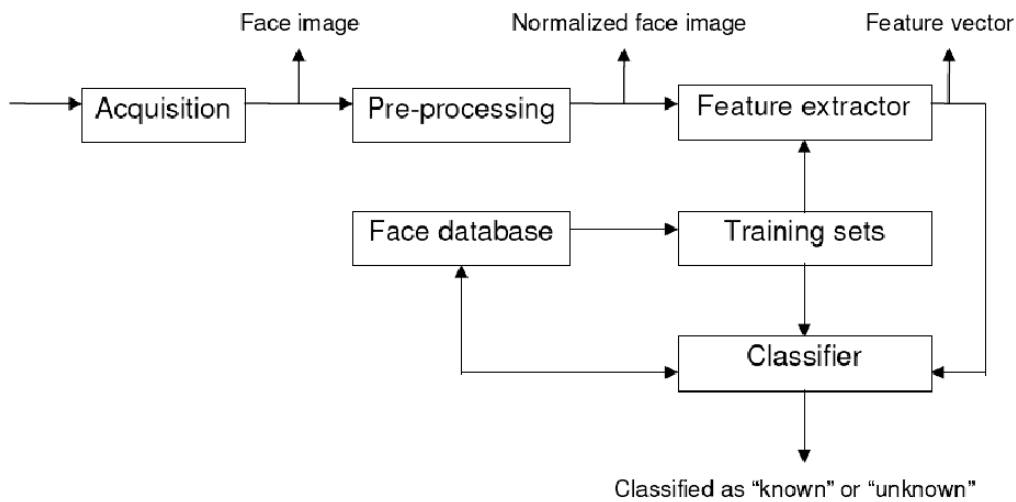 Face image
Normalized face image
Feature vector
Acquisition
Pre-processing
Feature extractor
Face database
Training sets
Classifier
Classified as “known” or “unknown”